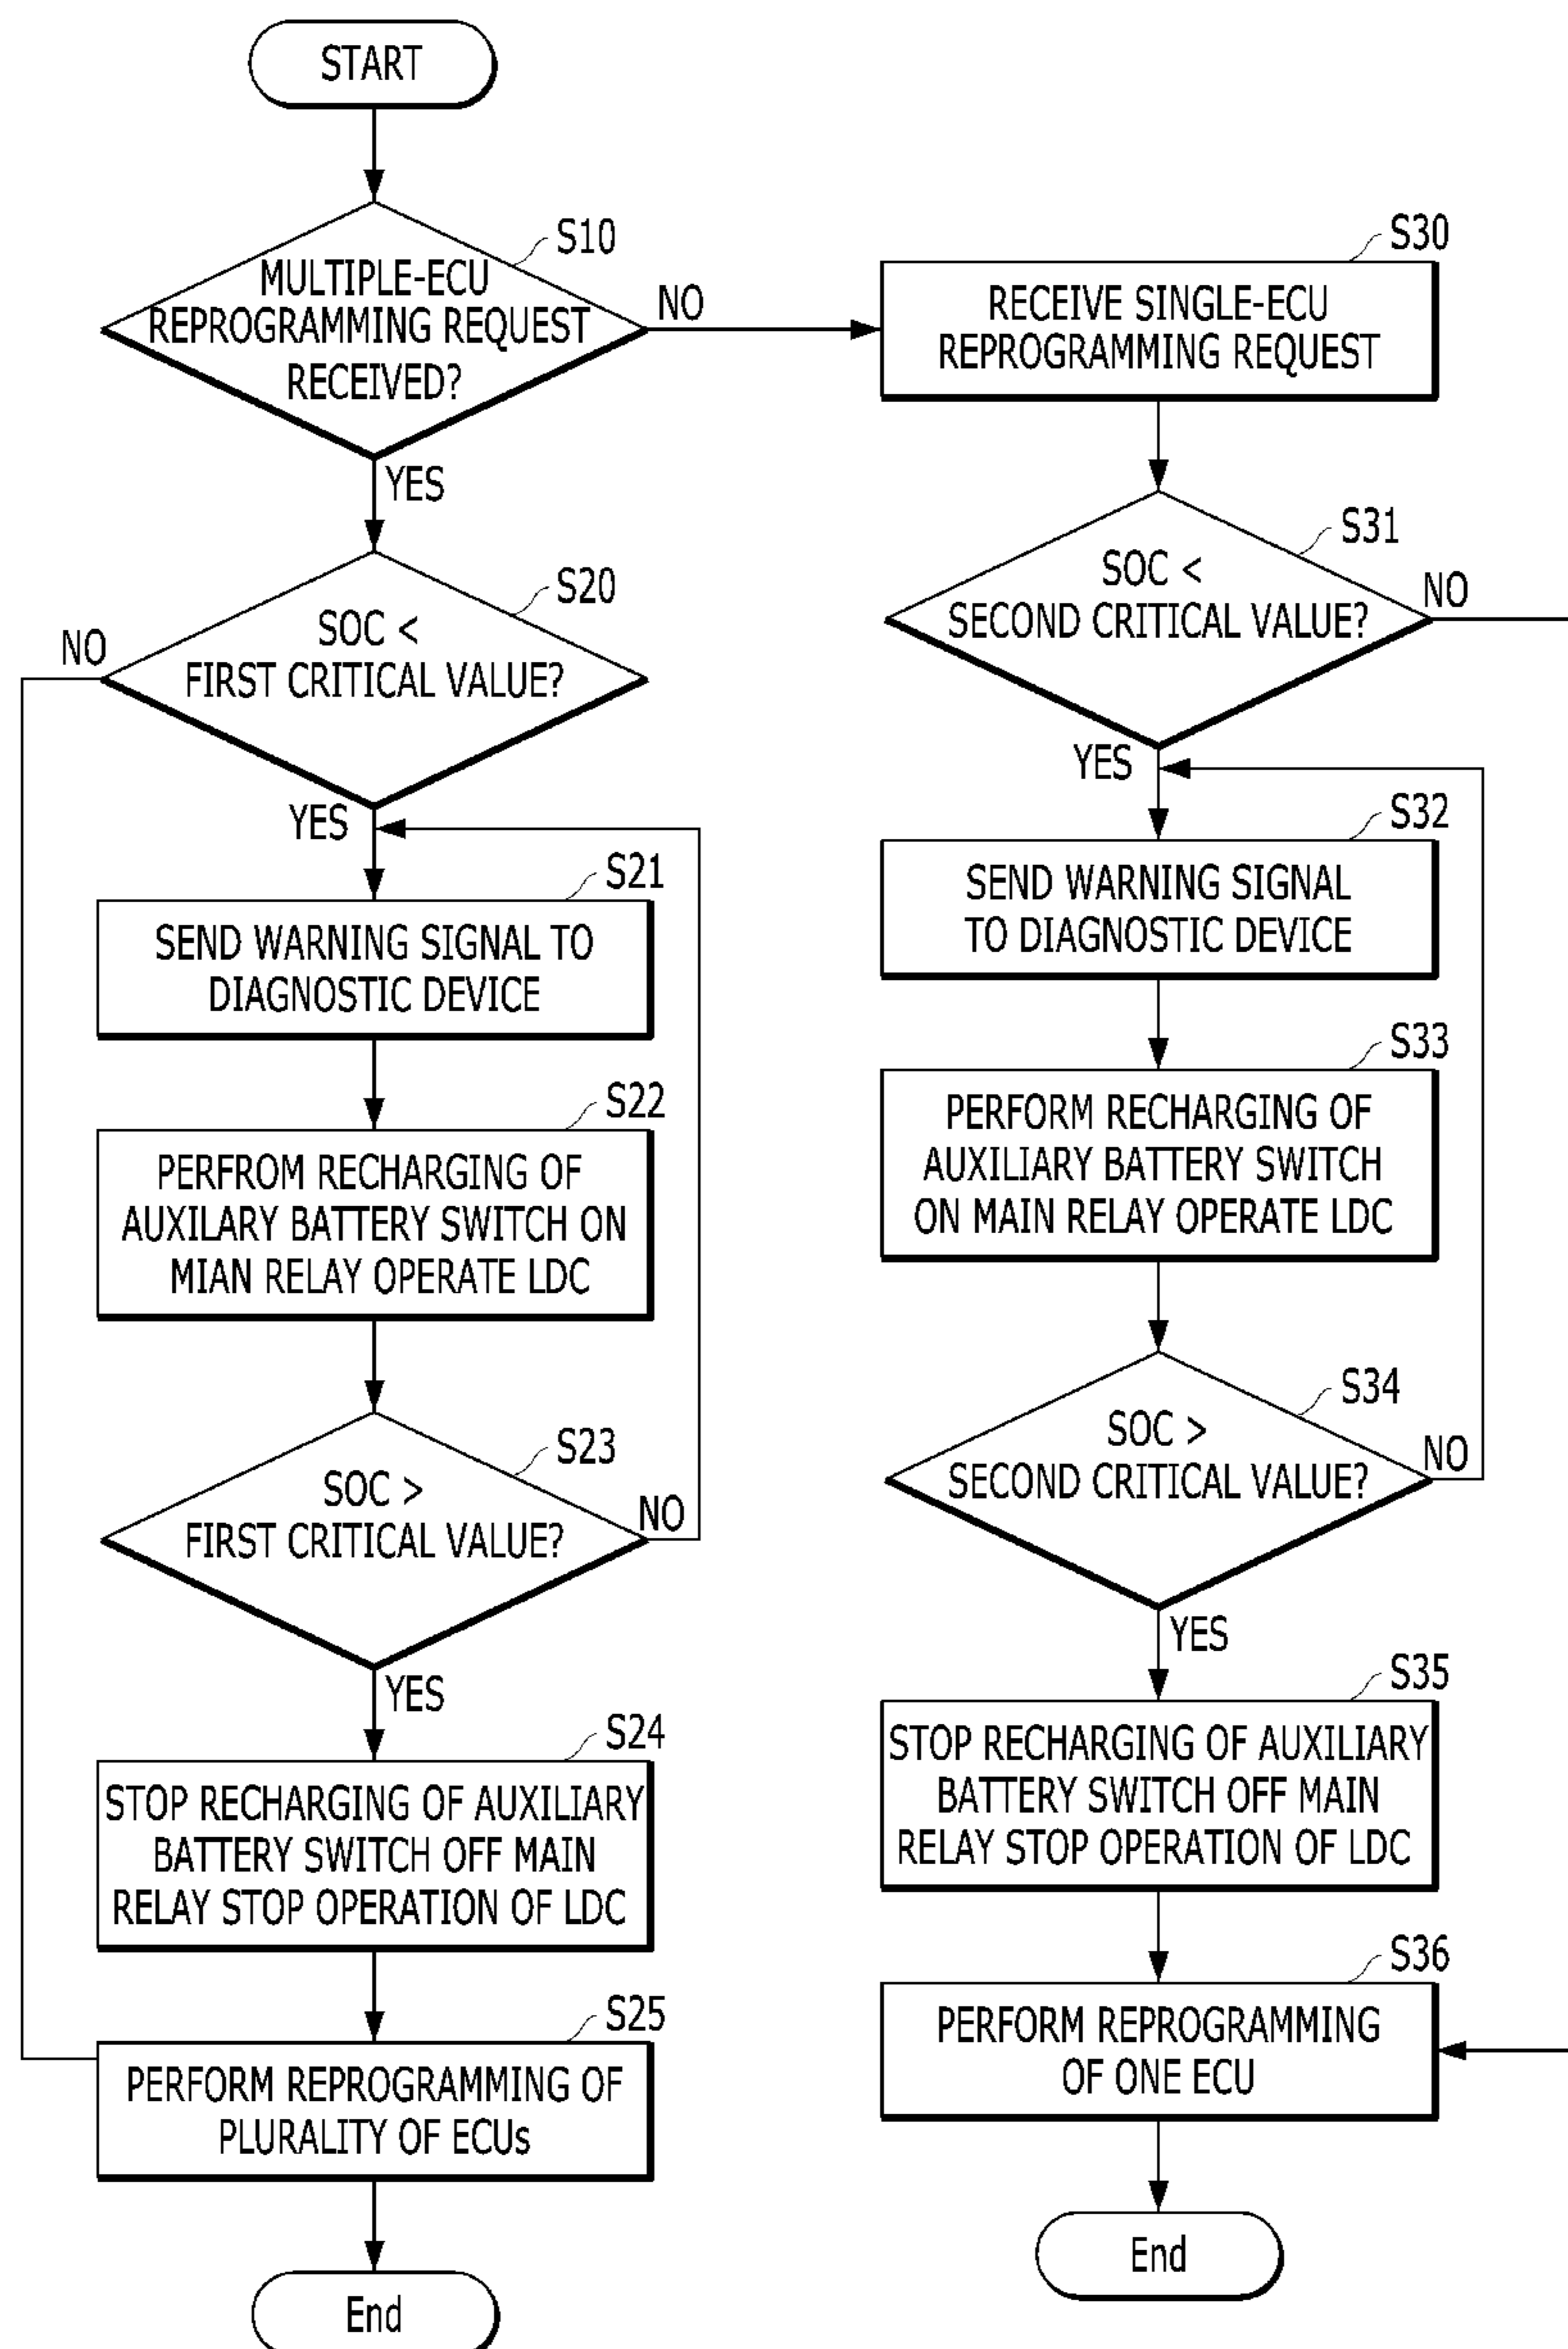 START
S10
MULTIPLE-ECU
REPROGRAMMING REQUEST
RECEIVED?
NO
YES
S20
SOC <
FIRST CRITICAL VALUE?
NO
YES
S21
SEND WARNING SIGNAL TO
DIAGNOSTIC DEVICE
S22
PERFROM RECHARGING OF
AUXILARY BATTERY SWITCH ON
MIAN RELAY OPERATE LDC
S23
SOC >
FIRST CRITICAL VALUE?
NO
YES
S24
STOP RECHARGING OF AUXILIARY
BATTERY SWITCH OFF MAIN
RELAY STOP OPERATION OF LDC
S25
PERFORM REPROGRAMMING OF
PLURALITY OF ECUs
End
S30
RECEIVE SINGLE-ECU
REPROGRAMMING REQUEST
S31
SOC <
SECOND CRITICAL VALUE?
NO
YES
S32
SEND WARNING SIGNAL
TO DIAGNOSTIC DEVICE
S33
PERFORM RECHARGING OF
AUXILIARY BATTERY SWITCH
ON MAIN RELAY OPERATE LDC
S34
SOC >
SECOND CRITICAL VALUE?
NO
YES
S35
STOP RECHARGING OF AUXILIARY
BATTERY SWITCH OFF MAIN
RELAY STOP OPERATION OF LDC
S36
PERFORM REPROGRAMMING
OF ONE ECU
End